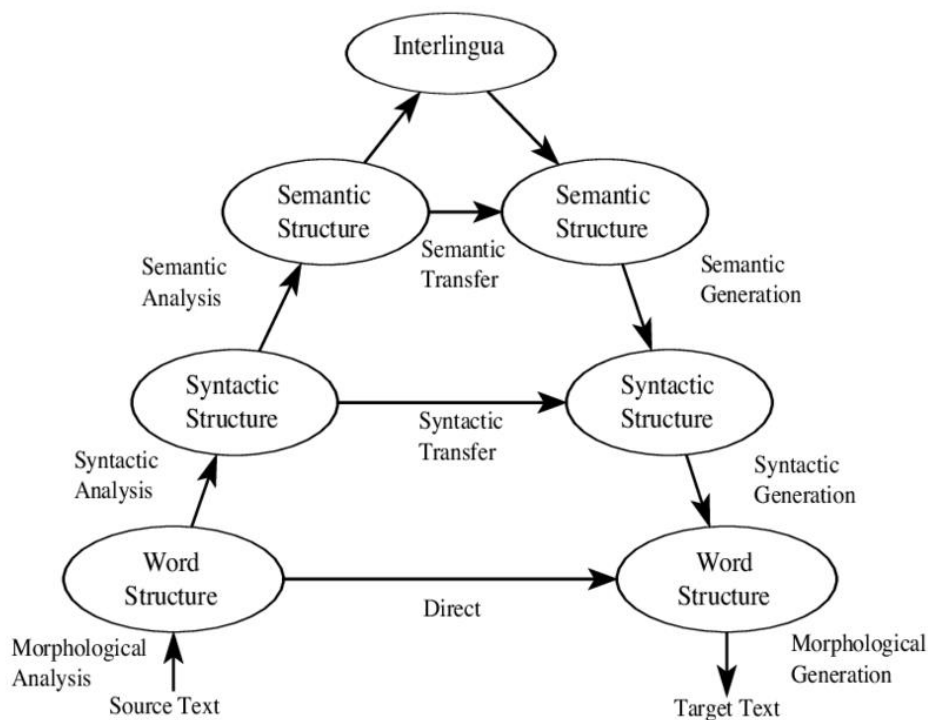 Interlingua
Semantic
Structure
Semantic
Structure
Semantic
Transfer
Semantic
Analysis
Semantic
Generation
Syntactic
Structure
Syntactic
Structure
Syntactic
Transfer
Syntactic
Analysis
Syntactic
Generation
Word
Structure
Word
Structure
Direct
Morphological
Analysis
Morphological
Generation
Source Text
Target Text